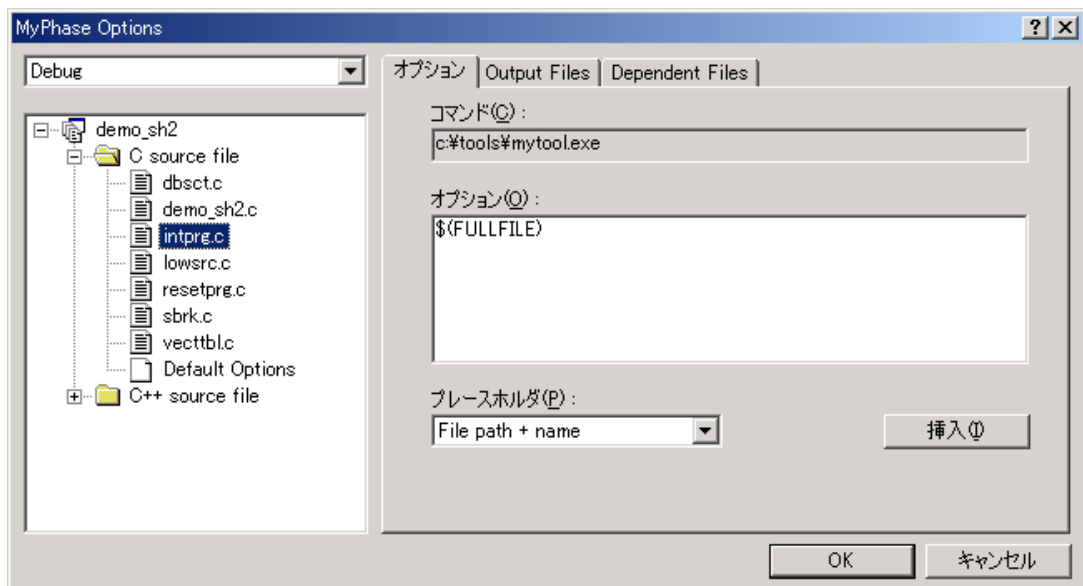 MyPhase Options
Debug
demo_sh2
C source file
dbsct.c
demo_sh2.c
intprg.c
lowsrc.c
resetprg.c
sbrk.c
vecttbl.c
Default Options
C++ source file
オプション Output Files Dependent Files
コマンド(C) :
c:¥tools¥mytool.exe
オプション(O) :
$(FULLFILE)
プレースホルダ(P) :
File path + name
挿入(I)
OK キャンセル